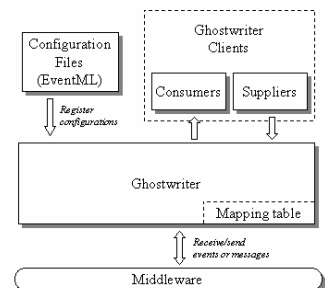 Configuration
Files
(EventML)
Ghostwriter
Clients
Consumers
Suppliers
Register
configurations
Ghostwriter
Mapping table
Receive/send
events or messages
Middleware